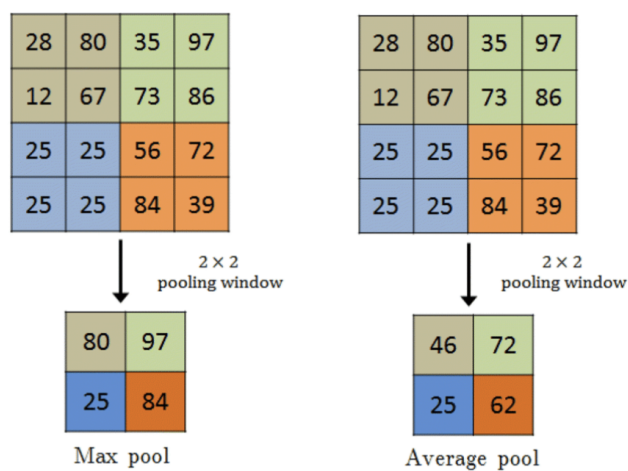 28 80 35 97
12 67 73 86
25 25 56 72
25 25 84 39
2 × 2
pooling window
80 97
25 84
Max pool
28 80 35 97
12 67 73 86
25 25 56 72
25 25 84 39
2 × 2
pooling window
46 72
25 62
Average pool